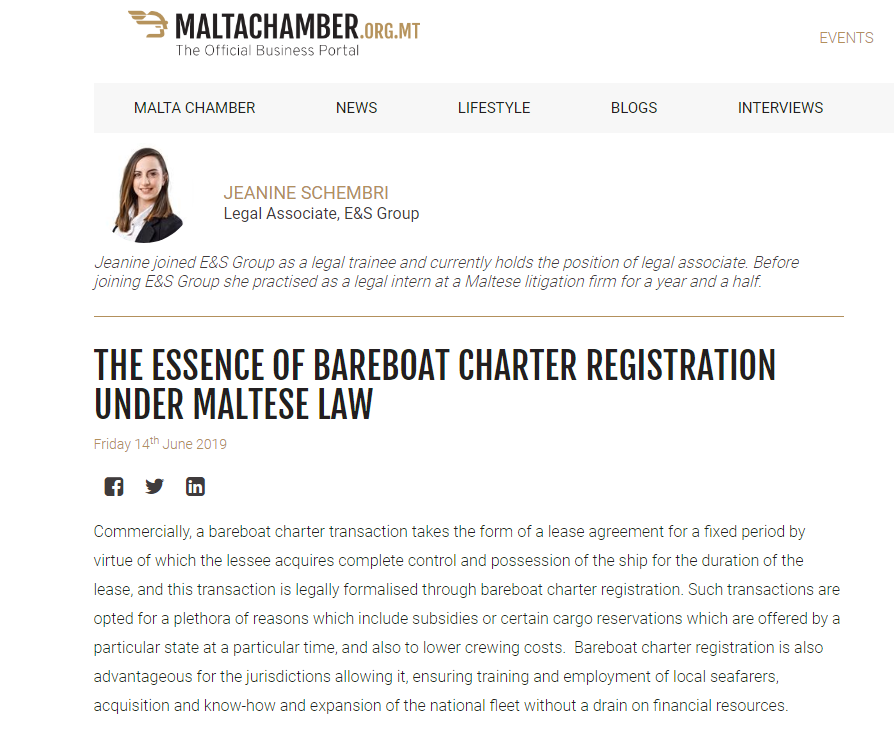 MALTACHAMBER.ORG.MT
The Official Business Portal
EVENTS
MALTA CHAMBER NEWS LIFESTYLE BLOGS INTERVIEWS
JEANINE SCHEMBRI
Legal Associate, E&S Group
Jeanine joined E&S Group as a legal trainee and currently holds the position of legal associate. Before
joining E&S Group she practised as a legal intern at a Maltese litigation firm for a year and a half.
THE ESSENCE OF BAREBOAT CHARTER REGISTRATION
UNDER MALTESE LAW
Friday 14th June 2019
Commercially, a bareboat charter transaction takes the form of a lease agreement for a fixed period by
virtue of which the lessee acquires complete control and possession of the ship for the duration of the
lease, and this transaction is legally formalised through bareboat charter registration. Such transactions are
opted for a plethora of reasons which include subsidies or certain cargo reservations which are offered by a
particular state at a particular time, and also to lower crewing costs.  Bareboat charter registration is also
advantageous for the jurisdictions allowing it, ensuring training and employment of local seafarers,
acquisition and know-how and expansion of the national fleet without a drain on financial resources.